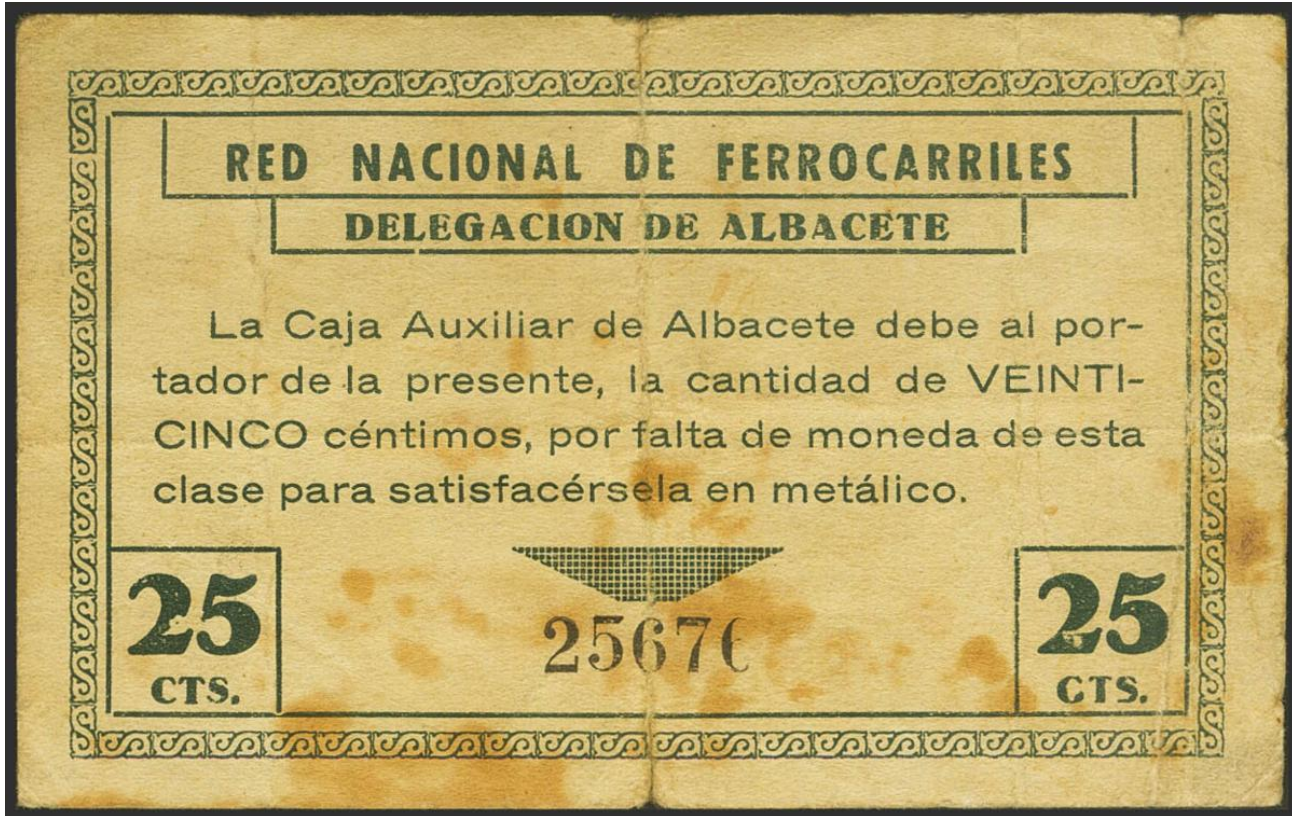 RED NACIONAL DE FERROCARRILES
DELEGACION DE ALBACETE
La Caja Auxiliar de Albacete debe al por-
tador de la presente, la cantidad de VEINTI-
CINCO céntimos, por falta de moneda de esta
clase para satisfacérsela en metálico.
25 CTS.
25676
25 CTS.